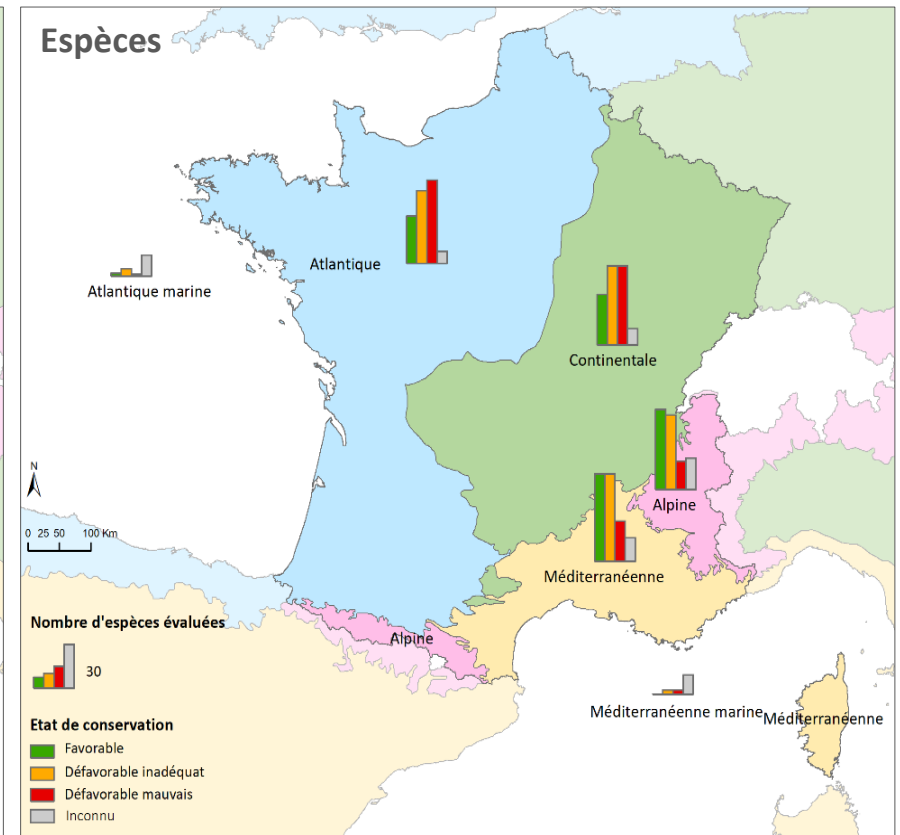 Espèces
Atlantique
Atlantique marine
Continentale
Alpine
Méditerranéenne
N
0 25 50 100 Km
Alpine
Méditerranéenne marine
Méditerranéenne
Nombre d'espèces évaluées
30
Etat de conservation
Favorable
Défavorable inadéquat
Défavorable mauvais
Inconnu